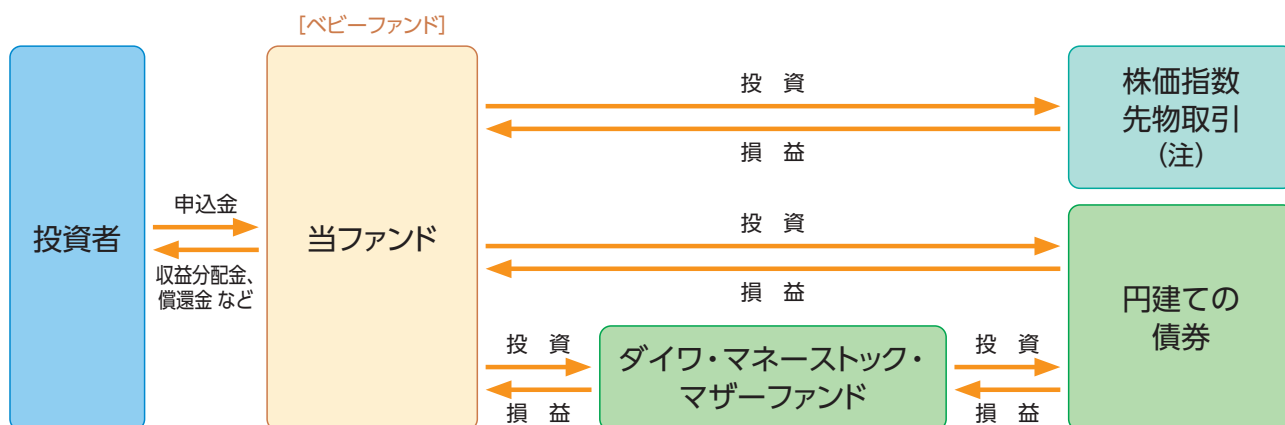 [ベビーファンド]
投資者
申込金
収益分配金、
償還金 など
当ファンド
投 資
損 益
株価指数
先物取引
(注)
投 資
損 益
円建ての
債券
投 資
損 益
ダイワ・マネーストック・
マザーファンド
投 資
損 益